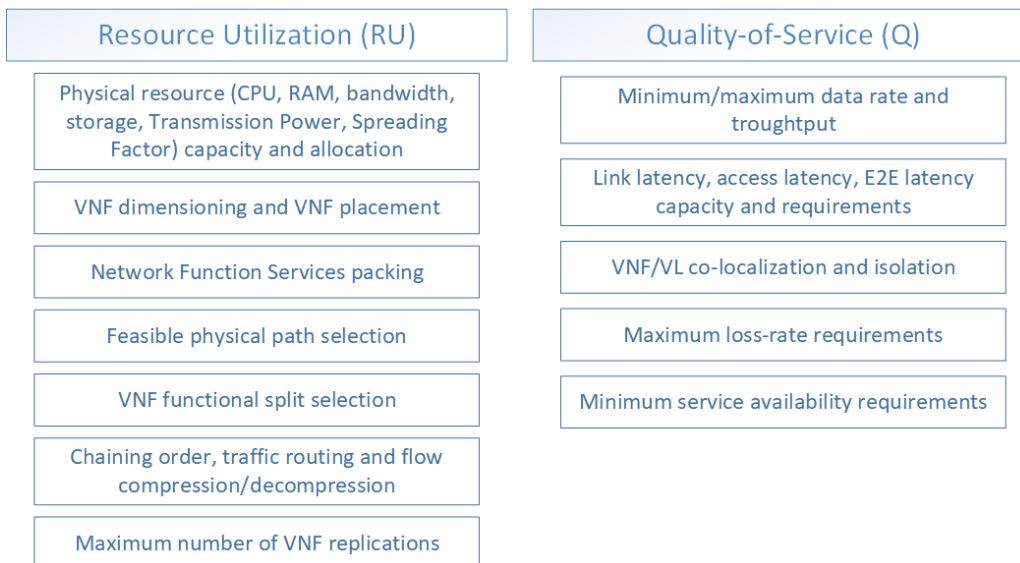 Resource Utilization (RU)
Physical resource (CPU, RAM, bandwidth,
storage, Transmission Power, Spreading
Factor) capacity and allocation
VNF dimensioning and VNF placement
Network Function Services packing
Feasible physical path selection
VNF functional split selection
Chaining order, traffic routing and flow
compression/decompression
Maximum number of VNF replications
Quality-of-Service (Q)
Minimum/maximum data rate and
troughtput
Link latency, access latency, E2E latency
capacity and requirements
VNF/VL co-localization and isolation
Maximum loss-rate requirements
Minimum service availability requirements